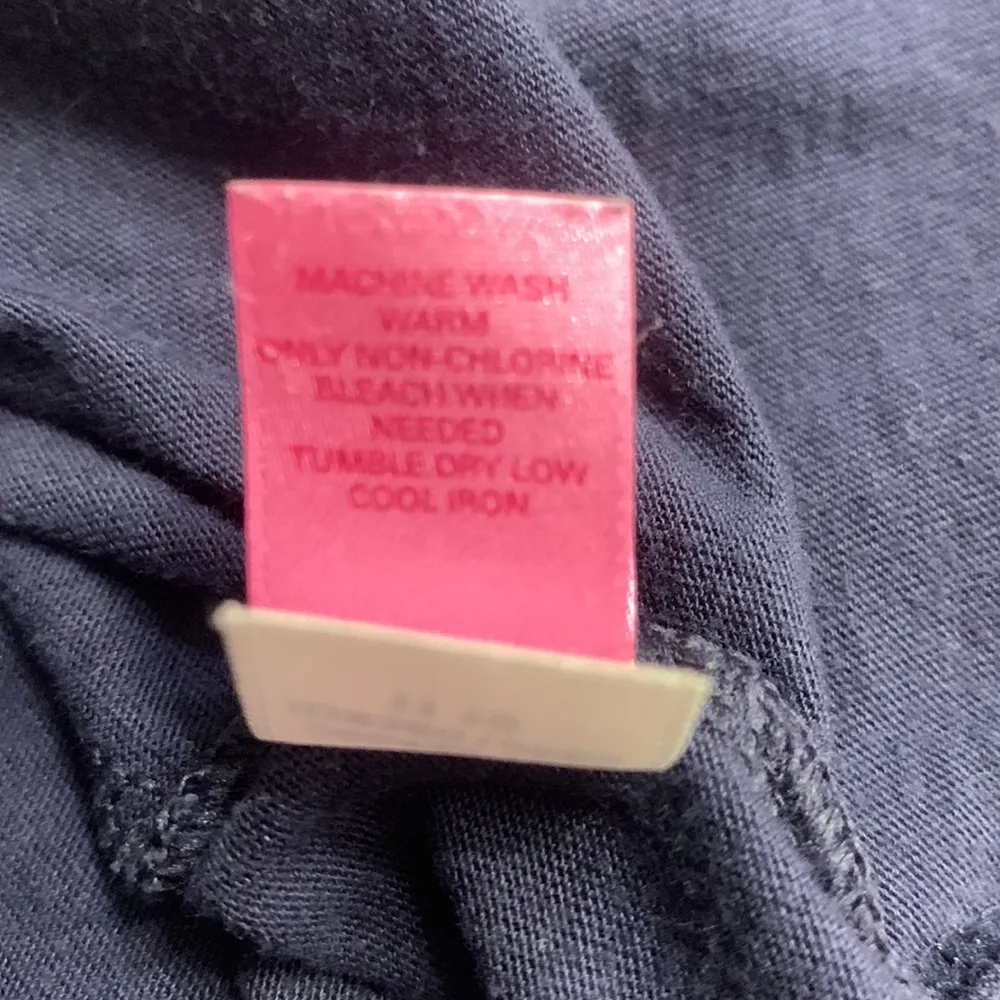 MACHINE WASH
WARM
ONLY NON-CHLORINE
BLEACH WHEN
NEEDED
TUMBLE DRY LOW
COOL IRON